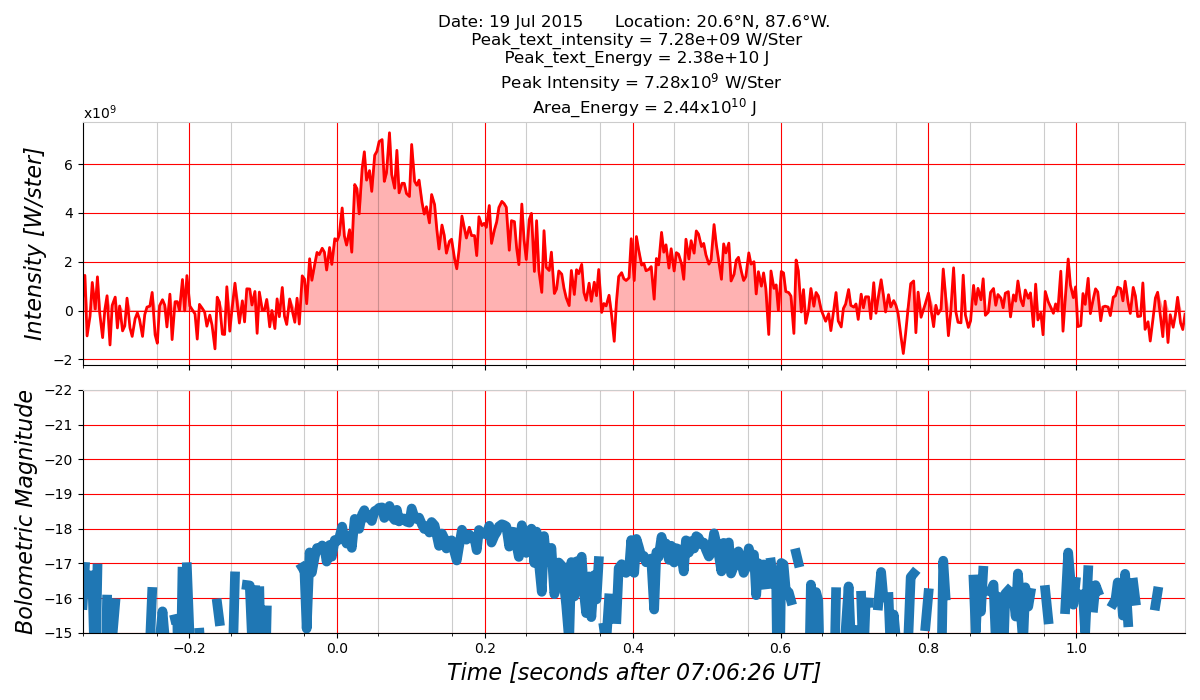 Date: 19 Jul 2015      Location: 20.6°N, 87.6°W.
Peak_text_intensity = 7.28e+09 W/Ster
Peak_text_Energy = 2.38e+10 J
Peak Intensity = 7.28x10⁹ W/Ster
Area_Energy = 2.44x10¹⁰ J
x10⁹
Intensity [W/ster]
6
4
2
0
−2
Bolometric Magnitude
−22
−21
−20
−19
−18
−17
−16
−15
−0.2 0.0 0.2 0.4 0.6 0.8 1.0
Time [seconds after 07:06:26 UT]